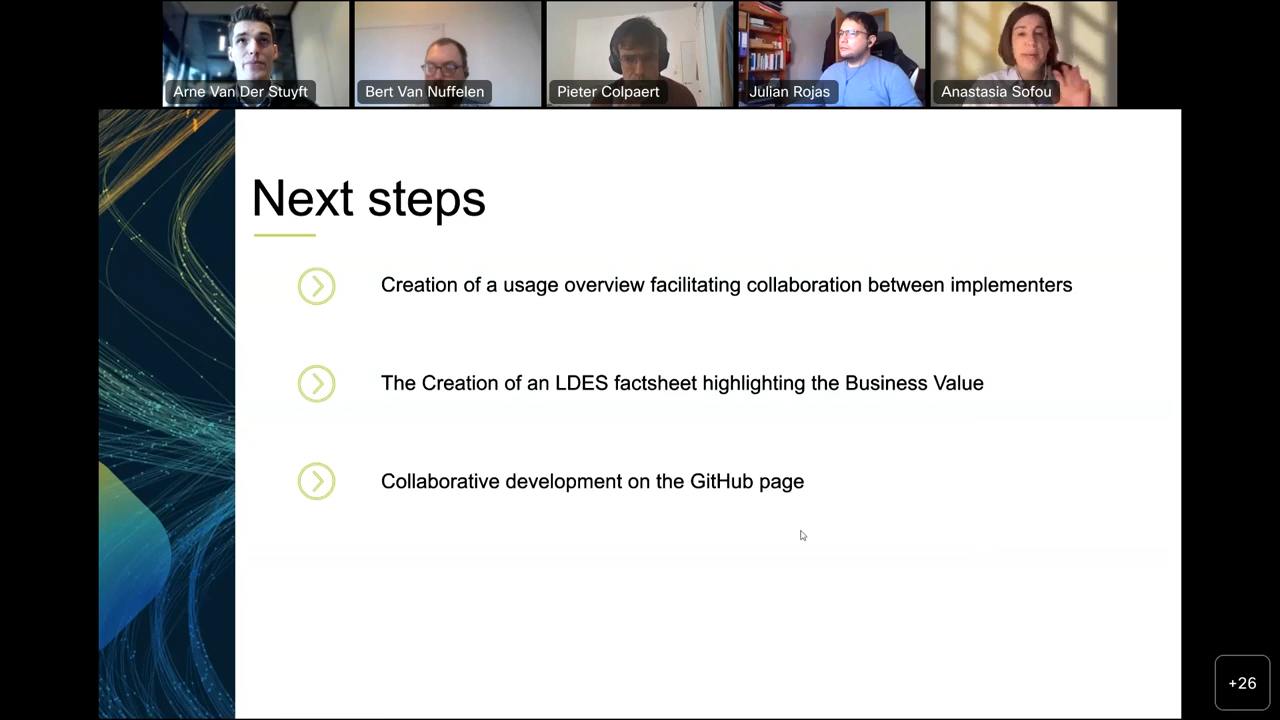 Arne Van Der Stuyft
Bert Van Nuffelen
Pieter Colpaert
Julian Rojas
Anastasia Sofou
Next steps
Creation of a usage overview facilitating collaboration between implementers
The Creation of an LDES factsheet highlighting the Business Value
Collaborative development on the GitHub page
+26